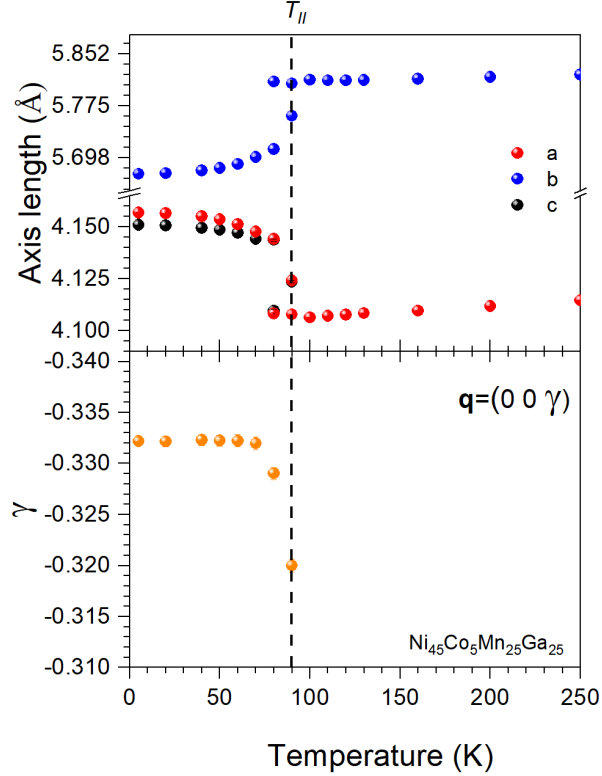 T_II
5.852
5.775
5.698
4.150
4.125
4.100
Axis length (Å)
a
b
c
-0.340
-0.335
-0.330
-0.325
-0.320
-0.315
-0.310
γ
q=(0 0 γ)
Ni₄₅Co₅Mn₂₅Ga₂₅
0 50 100 150 200 250
Temperature (K)